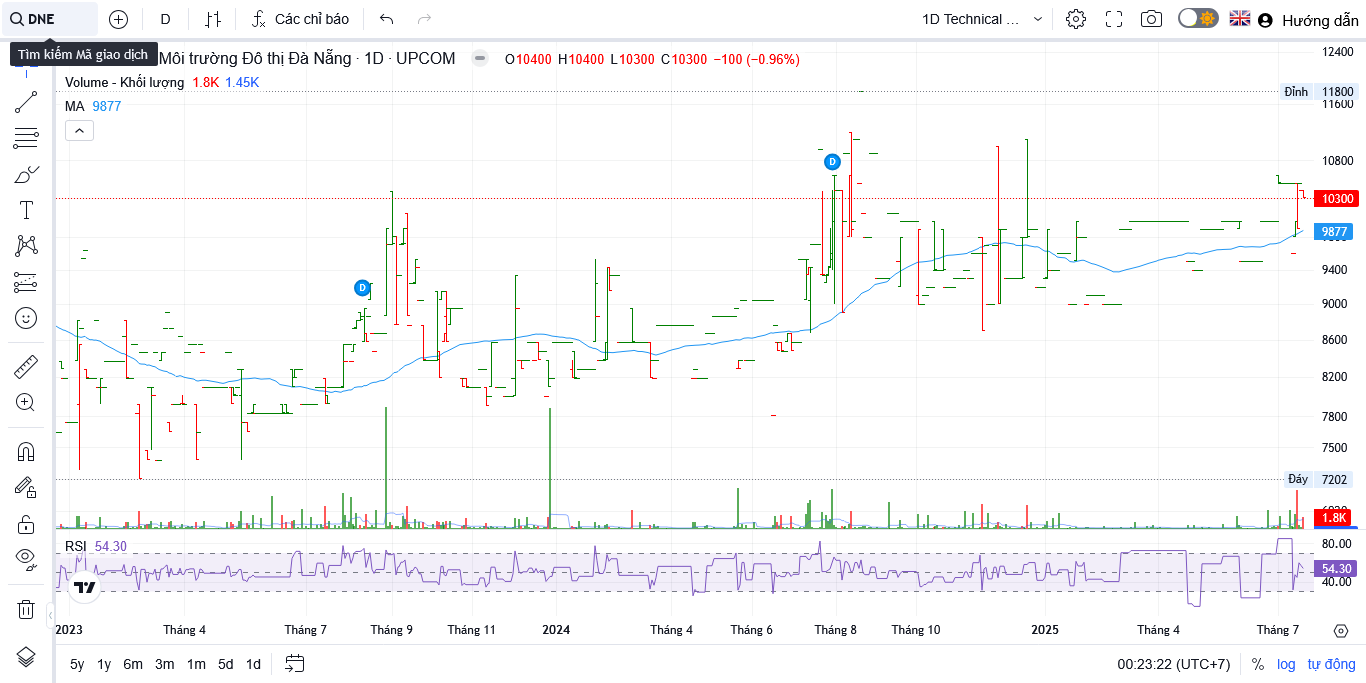 DNE D Các chỉ báo 1D Technical ... Hướng dẫn
Tìm kiếm Mã giao dịch
Môi trường Đô thị Đà Nẵng · 1D · UPCOM O10400 H10400 L10300 C10300 −100 (−0.96%)
Volume - Khối lượng 1.8K 1.45K
MA 9877
12400
Đỉnh 11800
11600
10800
10300
9877
9400
9000
8600
8200
7800
7500
Đáy 7202
1.8K
D
D
RSI 54.30
80.00
54.30
40.00
2023 Tháng 4 Tháng 7 Tháng 9 Tháng 11 2024 Tháng 4 Tháng 6 Tháng 8 Tháng 10 2025 Tháng 4 Tháng 7
5y 1y 6m 3m 1m 5d 1d 00:23:22 (UTC+7) % log tự động